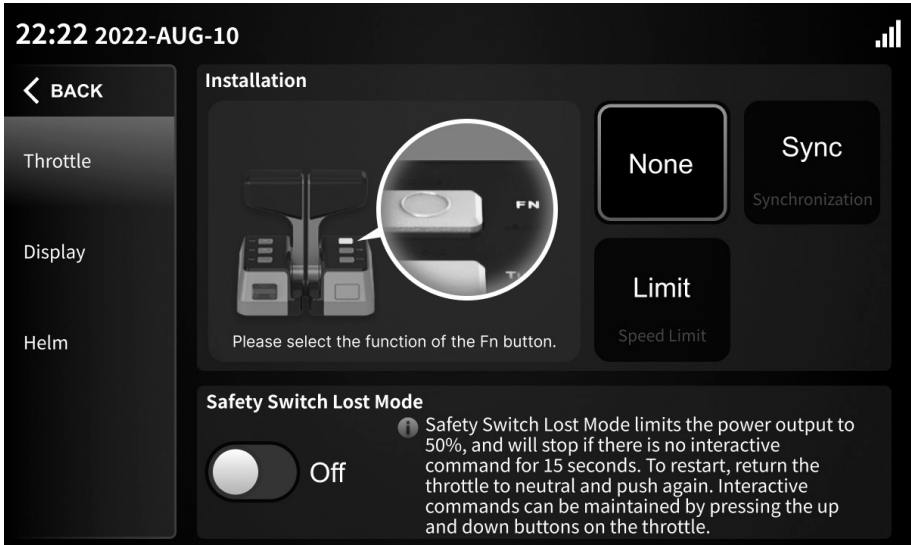 22:22 2022-AUG-10
BACK
Throttle
Display
Helm
Installation
FN
Please select the function of the Fn button.
None
Sync
Synchronization
Limit
Speed Limit
Safety Switch Lost Mode
Off
Safety Switch Lost Mode limits the power output to
50%, and will stop if there is no interactive
command for 15 seconds. To restart, return the
throttle to neutral and push again. Interactive
commands can be maintained by pressing the up
and down buttons on the throttle.